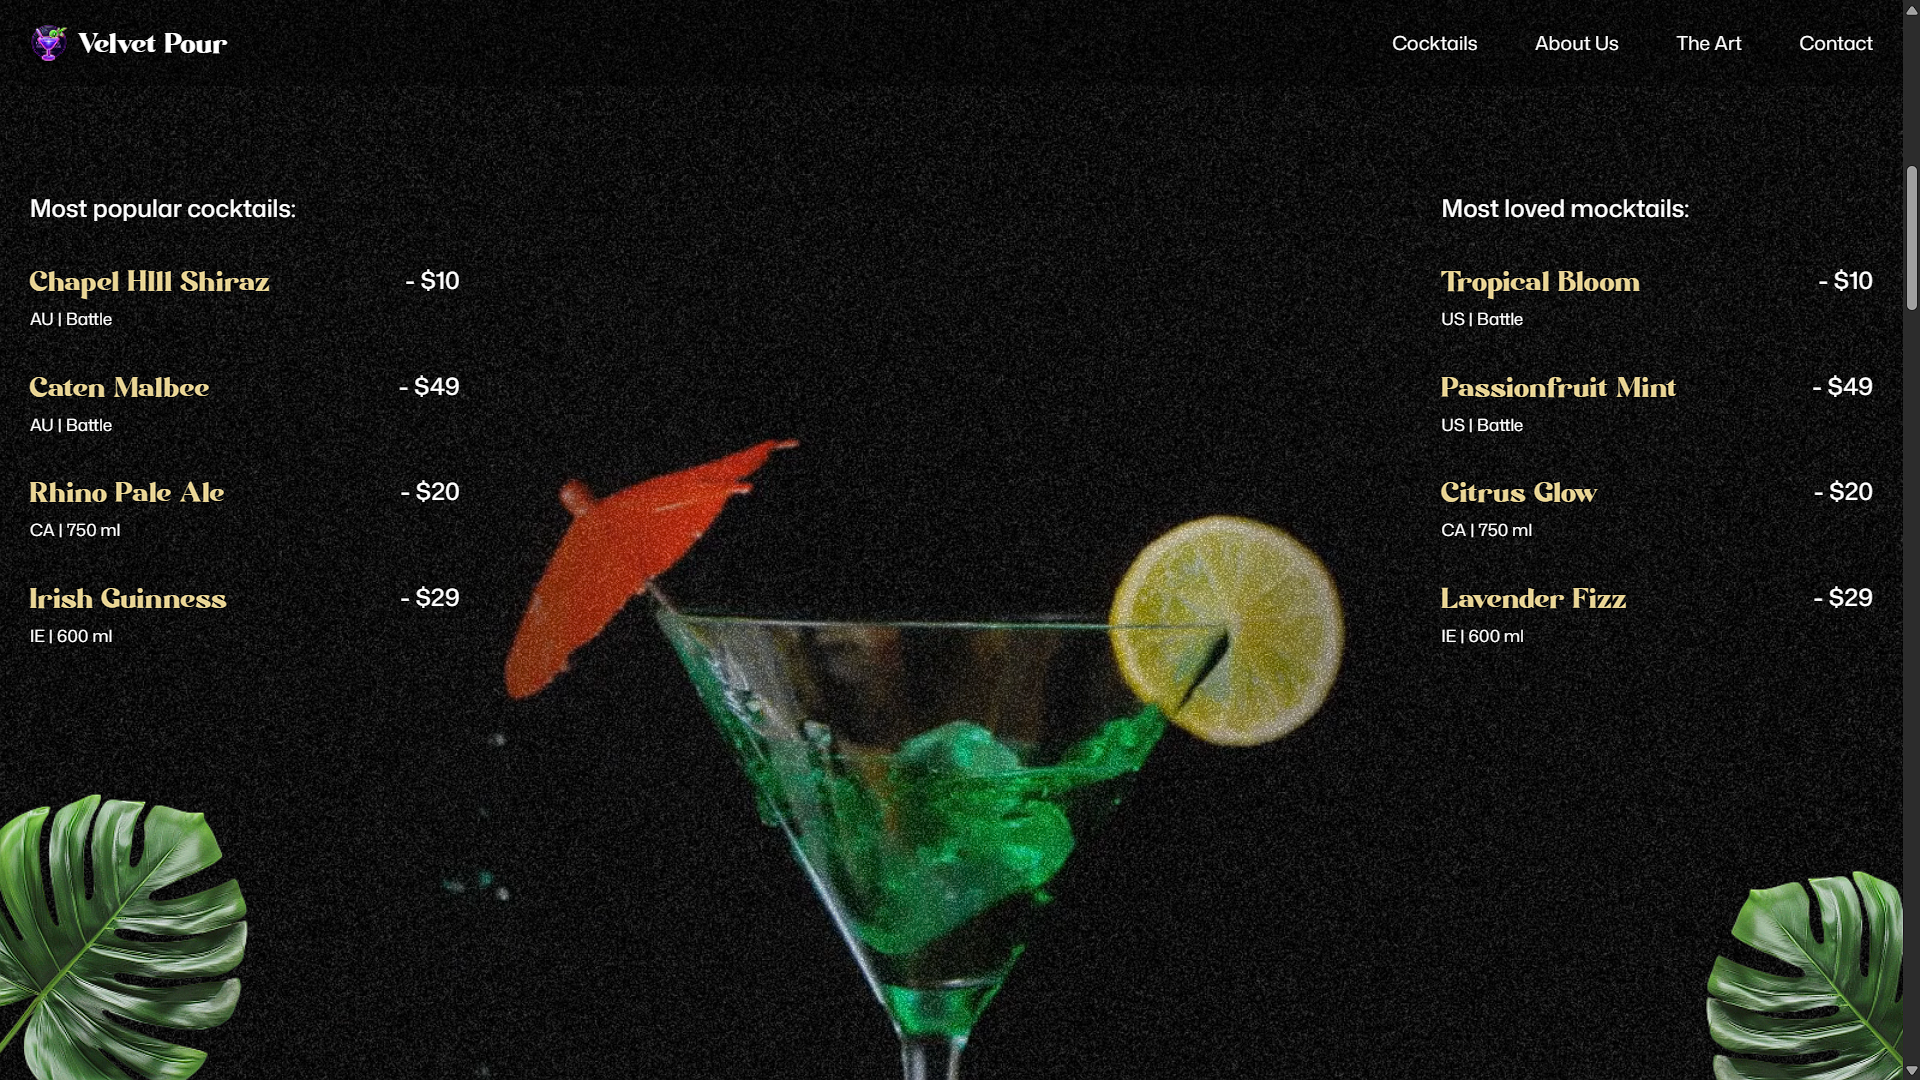 Velvet Pour
Cocktails
About Us
The Art
Contact
Most popular cocktails:
Chapel HIll Shiraz - $10
AU | Battle
Caten Malbee - $49
AU | Battle
Rhino Pale Ale - $20
CA | 750 ml
Irish Guinness - $29
IE | 600 ml
Most loved mocktails:
Tropical Bloom - $10
US | Battle
Passionfruit Mint - $49
US | Battle
Citrus Glow - $20
CA | 750 ml
Lavender Fizz - $29
IE | 600 ml